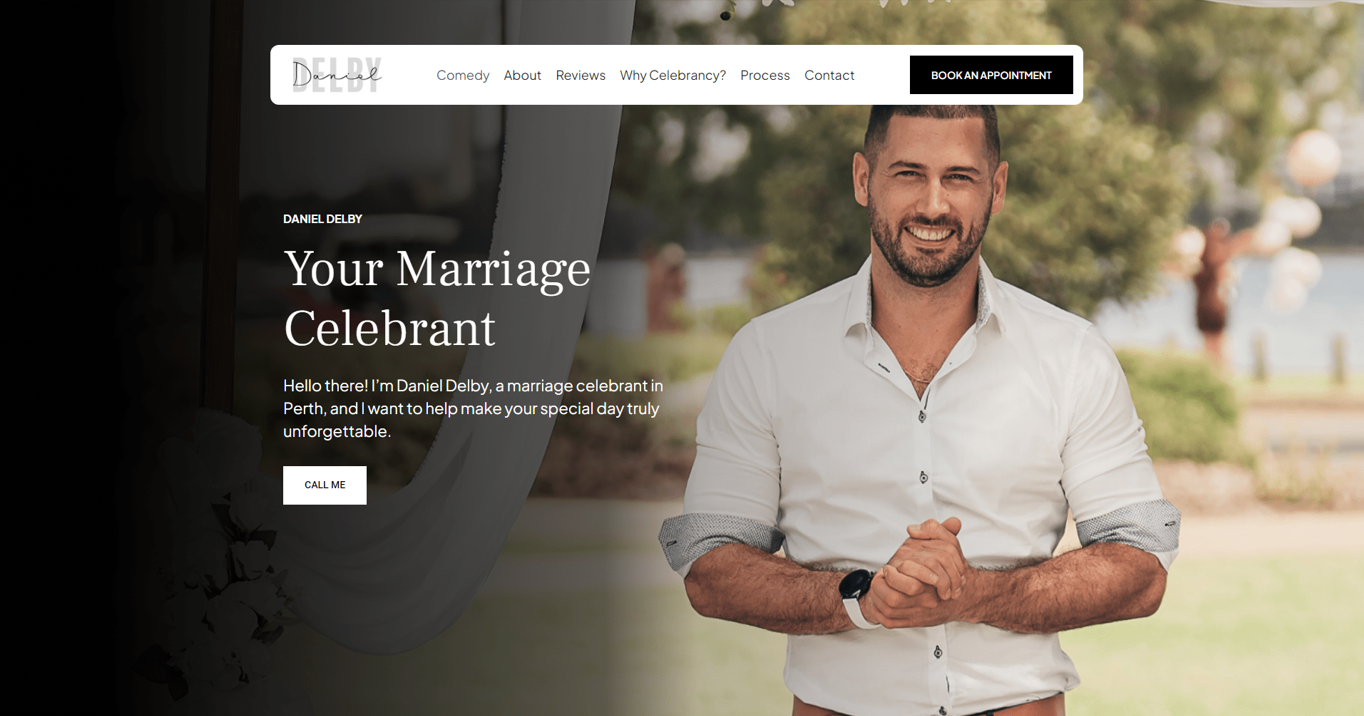 Daniel DELBY
Comedy About Reviews Why Celebrancy? Process Contact BOOK AN APPOINTMENT
DANIEL DELBY
Your Marriage
Celebrant
Hello there! I’m Daniel Delby, a marriage celebrant in
Perth, and I want to help make your special day truly
unforgettable.
CALL ME